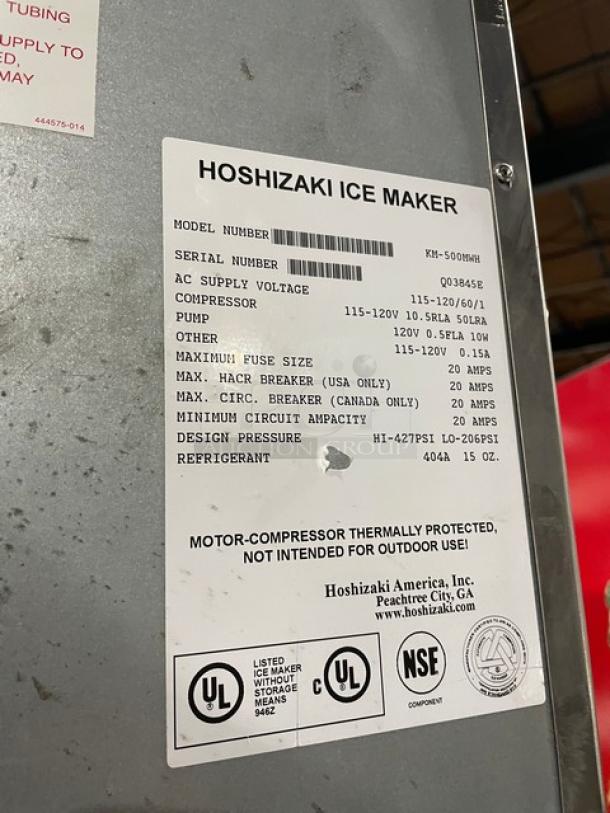 TUBING
UPPLY TO
ED,
MAY
444575-014
HOSHIZAKI ICE MAKER
MODEL NUMBER KM-500MWH
SERIAL NUMBER Q03845E
AC SUPPLY VOLTAGE 115-120/60/1
COMPRESSOR 115-120V 10.5RLA 50LRA
PUMP 120V 0.5FLA 10W
OTHER 115-120V 0.15A
MAXIMUM FUSE SIZE 20 AMPS
MAX. HACR BREAKER (USA ONLY) 20 AMPS
MAX. CIRC. BREAKER (CANADA ONLY) 20 AMPS
MINIMUM CIRCUIT AMPACITY 20 AMPS
DESIGN PRESSURE HI-427PSI LO-206PSI
REFRIGERANT 404A 15 OZ.
AUCTION GROUP
MOTOR-COMPRESSOR THERMALLY PROTECTED,
NOT INTENDED FOR OUTDOOR USE!
Hoshizaki America, Inc.
Peachtree City, GA
www.hoshizaki.com
UL
LISTED
ICE MAKER
WITHOUT
STORAGE
MEANS
946Z
C UL
NSF
COMPONENT